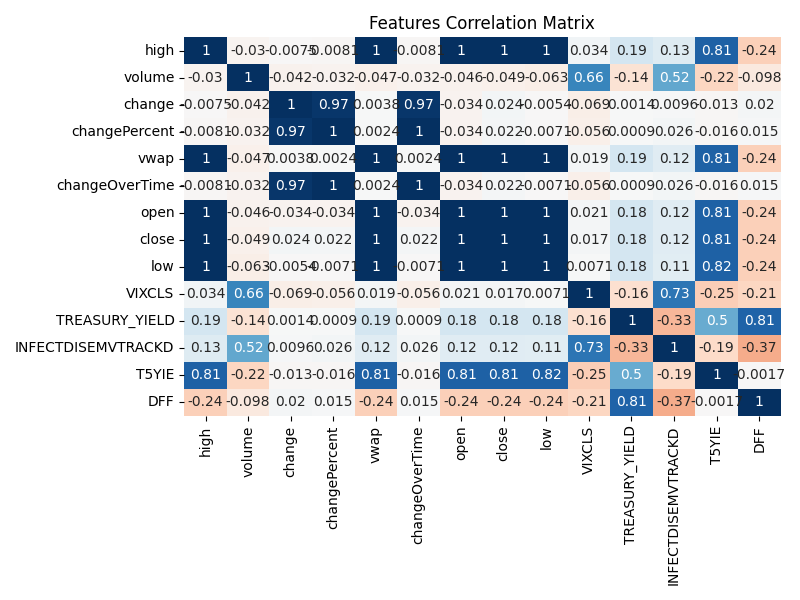 Features Correlation Matrix
high 1 -0.03 -0.0075 -0.0081 1 -0.0081 1 1 1 0.034 0.19 0.13 0.81 -0.24
volume -0.03 1 -0.042 -0.032 -0.047 -0.032 -0.046 -0.049 -0.063 0.66 -0.14 0.52 -0.22 -0.098
change -0.0075 -0.042 1 0.97 0.0038 0.97 -0.034 0.024 -0.0054 -0.069 0.0014 0.0096 -0.013 0.02
changePercent -0.0081 -0.032 0.97 1 0.0024 1 -0.034 0.022 -0.0071 -0.056 0.0009 0.026 -0.016 0.015
vwap 1 -0.047 0.0038 0.0024 1 0.0024 1 1 1 0.019 0.19 0.12 0.81 -0.24
changeOverTime -0.0081 -0.032 0.97 1 0.0024 1 -0.034 0.022 -0.0071 -0.056 0.0009 0.026 -0.016 0.015
open 1 -0.046 -0.034 -0.034 1 -0.034 1 1 1 0.021 0.18 0.12 0.81 -0.24
close 1 -0.049 0.024 0.022 1 0.022 1 1 1 0.017 0.18 0.12 0.81 -0.24
low 1 -0.063 -0.0054 -0.0071 1 -0.0071 1 1 1 0.0071 0.18 0.11 0.82 -0.24
VIXCLS 0.034 0.66 -0.069 -0.056 0.019 -0.056 0.021 0.017 0.0071 1 -0.16 0.73 -0.25 -0.21
TREASURY_YIELD 0.19 -0.14 0.0014 0.0009 0.19 0.0009 0.18 0.18 0.18 -0.16 1 -0.33 0.5 0.81
INFECTDISEMVTRACKD 0.13 0.52 0.0096 0.026 0.12 0.026 0.12 0.12 0.11 0.73 -0.33 1 -0.19 -0.37
T5YIE 0.81 -0.22 -0.013 -0.016 0.81 -0.016 0.81 0.81 0.82 -0.25 0.5 -0.19 1 -0.0017
DFF -0.24 -0.098 0.02 0.015 -0.24 0.015 -0.24 -0.24 -0.24 -0.21 0.81 -0.37 -0.0017 1
high volume change changePercent vwap changeOverTime open close low VIXCLS TREASURY_YIELD INFECTDISEMVTRACKD T5YIE DFF